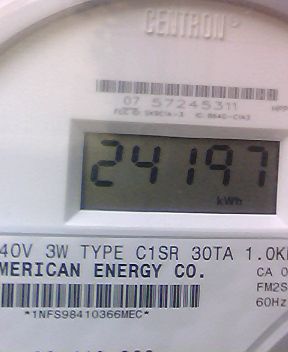 CENTRON
07 57245311
24197
kWh
40V 3W TYPE C1SR 30TA 1.0K
MERICAN ENERGY CO.
CA 0
FM2S
60Hz
*1NFS98410366MEC*